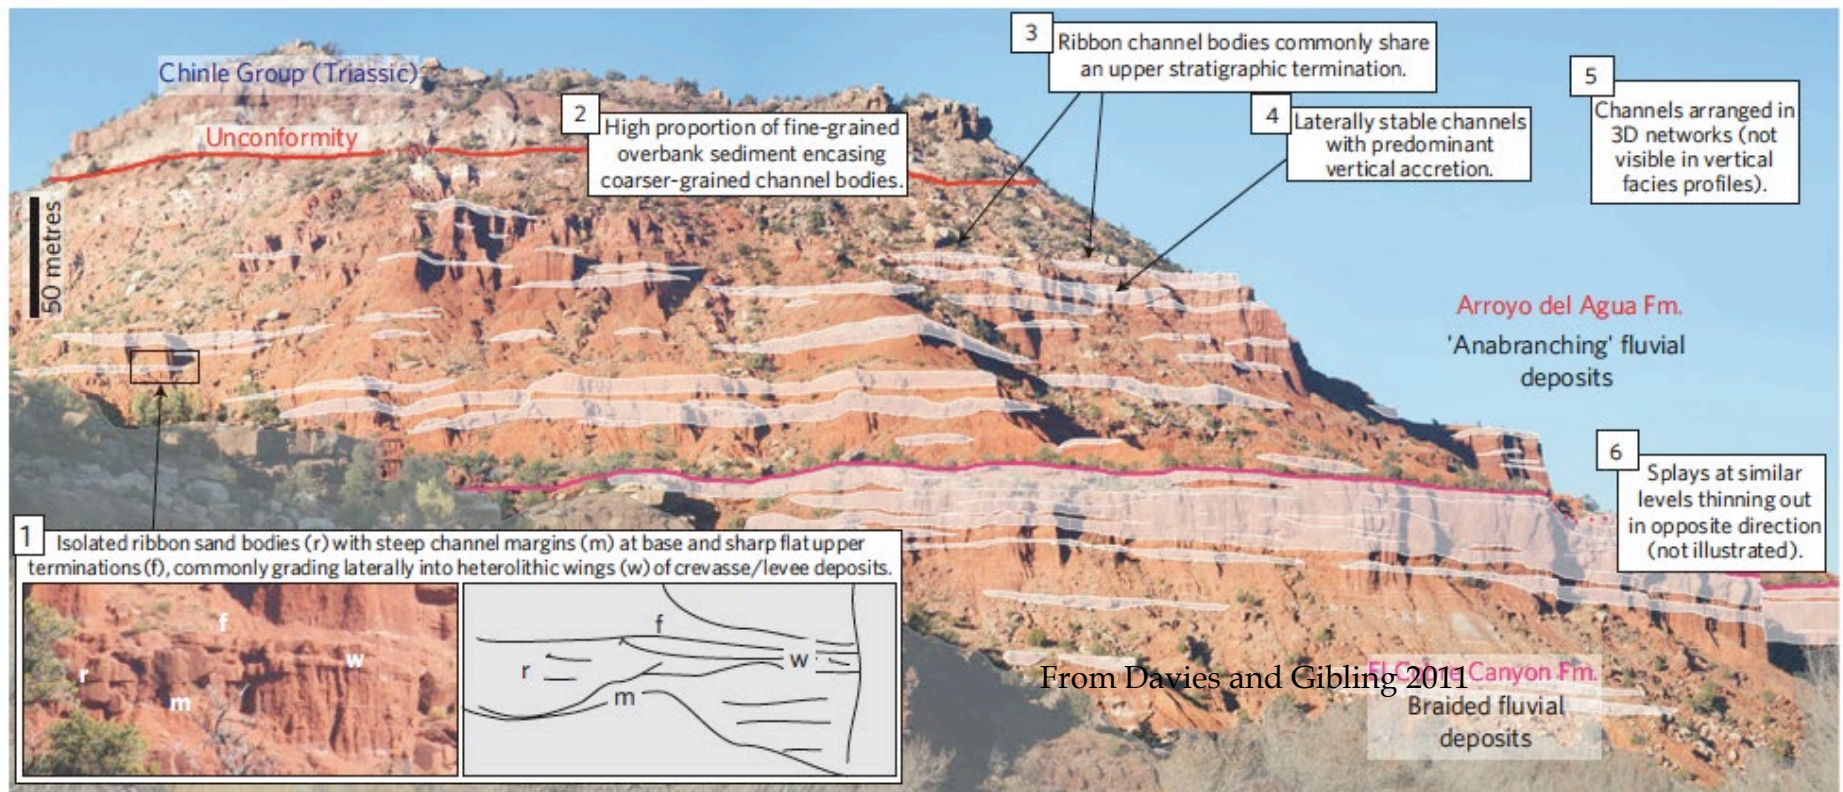 Chinle Group (Triassic)
Unconformity
50 metres
1
Isolated ribbon sand bodies (r) with steep channel margins (m) at base and sharp flat upper
terminations (f), commonly grading laterally into heterolithic wings (w) of crevasse/levee deposits.
f
r
w
m
f
r
w
m
2
High proportion of fine-grained
overbank sediment encasing
coarser-grained channel bodies.
3
Ribbon channel bodies commonly share
an upper stratigraphic termination.
4
Laterally stable channels
with predominant
vertical accretion.
5
Channels arranged in
3D networks (not
visible in vertical
facies profiles).
Arroyo del Agua Fm.
'Anabranching' fluvial
deposits
6
Splays at similar
levels thinning out
in opposite direction
(not illustrated).
From Davies and Gibling 2011
Canyon Fm.
Braided fluvial
deposits